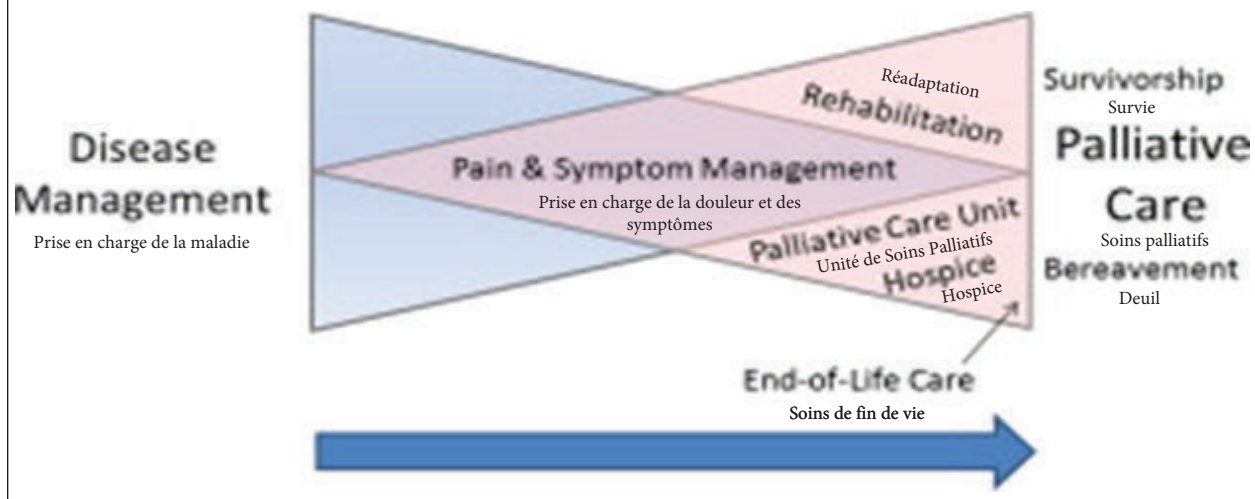 Disease
Management
Prise en charge de la maladie
Pain & Symptom Management
Prise en charge de la douleur et des
symptômes
Réadaptation
Rehabilitation
Palliative Care Unit
Unité de Soins Palliatifs
Hospice
Hospice
Survivorship
Survie
Palliative
Care
Soins palliatifs
Bereavement
Deuil
End-of-Life Care
Soins de fin de vie